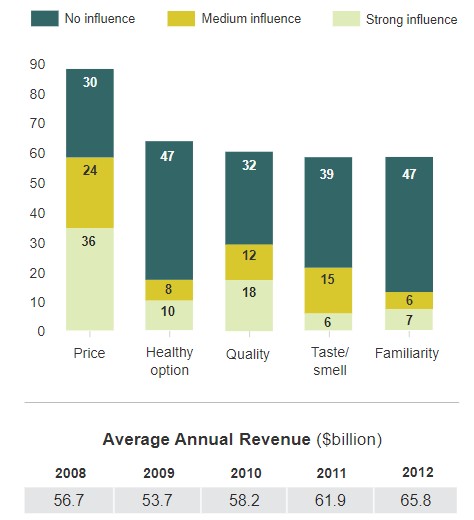 No influence Medium influence Strong influence
90
80
70
60
50
40
30
20
10
0
30
24
36
47
8
10
32
12
18
39
15
6
47
6
7
Price
Healthy
option
Quality
Taste/
smell
Familiarity
Average Annual Revenue ($billion)
2008 2009 2010 2011 2012
56.7 53.7 58.2 61.9 65.8